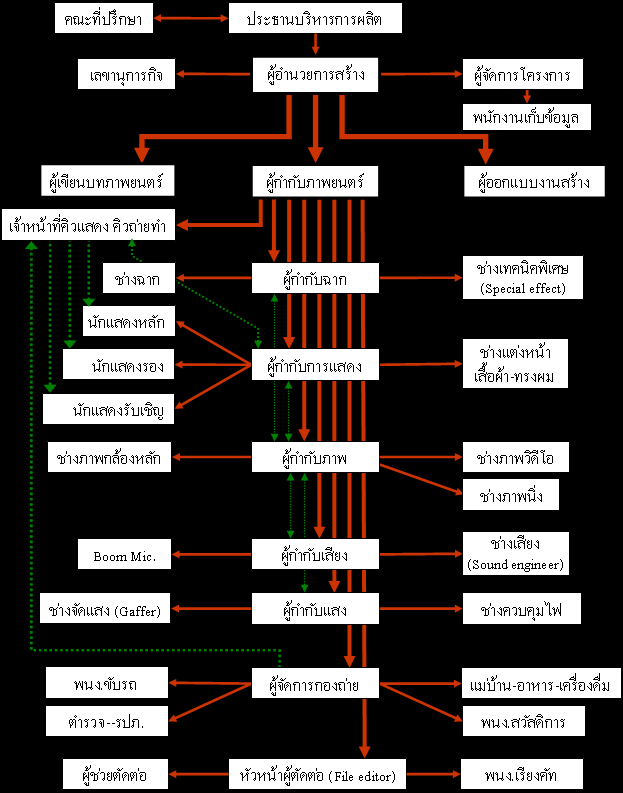 คณะที่ปรึกษา
ประธานบริหารการผลิต
เลขานุการกิจ
ผู้อำนวยการสร้าง
ผู้จัดการโครงการ
พนักงานเก็บข้อมูล
ผู้เขียนบทภาพยนตร์
ผู้กำกับภาพยนตร์
ผู้ออกแบบงานสร้าง
เจ้าหน้าที่คิวแสดง คิวถ่ายทำ
ช่างฉาก
ผู้กำกับฉาก
ช่างเทคนิคพิเศษ
(Special effect)
นักแสดงหลัก
นักแสดงรอง
ผู้กำกับการแสดง
ช่างแต่งหน้า
เสื้อผ้า-ทรงผม
นักแสดงรับเชิญ
ช่างภาพกล้องหลัก
ผู้กำกับภาพ
ช่างภาพวิดีโอ
ช่างภาพนิ่ง
Boom Mic.
ผู้กำกับเสียง
ช่างเสียง
(Sound engineer)
ช่างจัดแสง (Gaffer)
ผู้กำกับแสง
ช่างควบคุมไฟ
พนง.ขับรถ
ผู้จัดการกองถ่าย
แม่บ้าน-อาหาร-เครื่องดื่ม
ตำรวจ--รปภ.
พนง.สวัสดิการ
ผู้ช่วยตัดต่อ
หัวหน้าผู้ตัดต่อ (File editor)
พนง.เรียงคัท